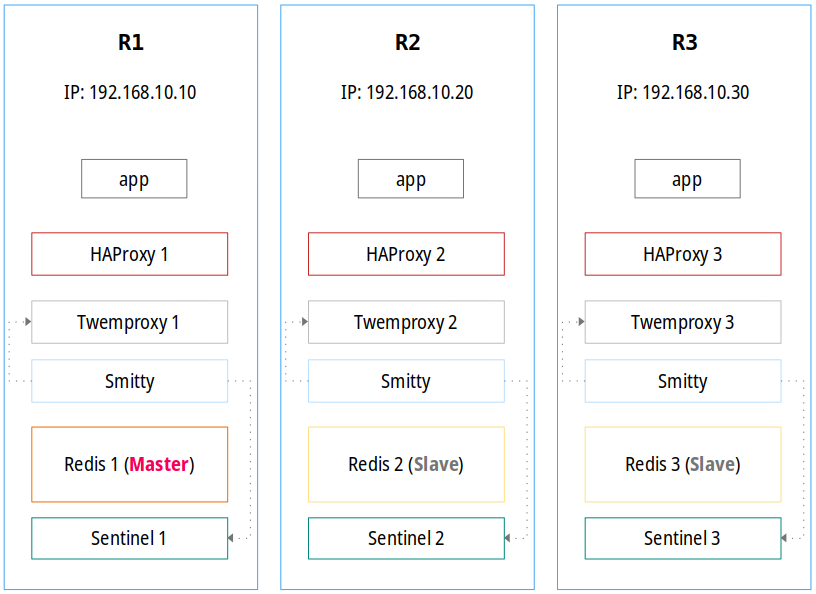 R1
IP: 192.168.10.10
app
HAProxy 1
Twemproxy 1
Smitty
Redis 1 (Master)
Sentinel 1
R2
IP: 192.168.10.20
app
HAProxy 2
Twemproxy 2
Smitty
Redis 2 (Slave)
Sentinel 2
R3
IP: 192.168.10.30
app
HAProxy 3
Twemproxy 3
Smitty
Redis 3 (Slave)
Sentinel 3